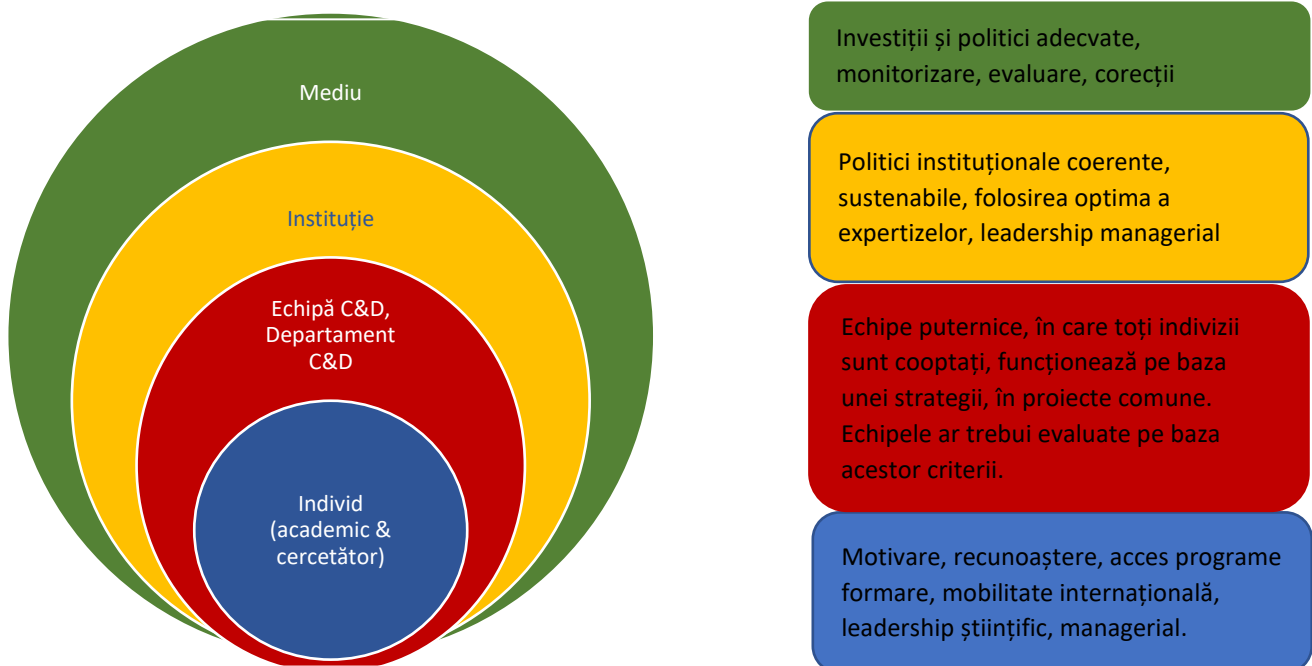 Mediu
Instituție
Echipă C&D,
Departament
C&D
Individ
(academic &
cercetător)
Investiții și politici adecvate,
monitorizare, evaluare, corecții
Politici instituționale coerente,
sustenabile, folosirea optima a
expertizelor, leadership managerial
Echipe puternice, în care toți indivizii
sunt cooptați, funcționează pe baza
unei strategii, în proiecte comune.
Echipele ar trebui evaluate pe baza
acestor criterii.
Motivare, recunoaștere, acces programe
formare, mobilitate internațională,
leadership științific, managerial.